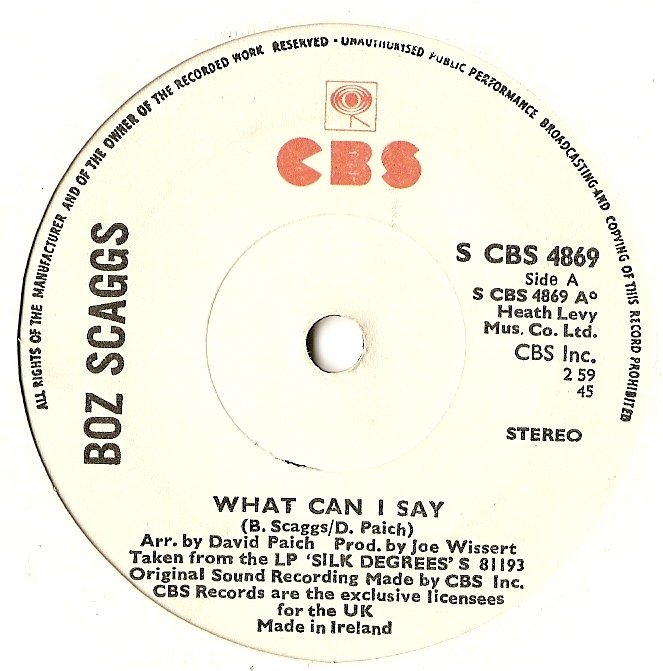 ALL RIGHTS OF THE MANUFACTURER AND OF THE OWNER OF THE RECORDED WORK RESERVED - UNAUTHORISED PUBLIC PERFORMANCE BROADCASTING AND COPYING OF THIS RECORD PROHIBITED
CBS
BOZ SCAGGS
S CBS 4869
Side A
S CBS 4869 Aº
Heath Levy
Mus. Co. Ltd.
CBS Inc.
2 59
45
STEREO
WHAT CAN I SAY
(B. Scaggs/D. Paich)
Arr. by David Paich Prod. by Joe Wissert
Taken from the LP 'SILK DEGREES' S 81193
Original Sound Recording Made by CBS Inc.
CBS Records are the exclusive licensees
for the UK
Made in Ireland